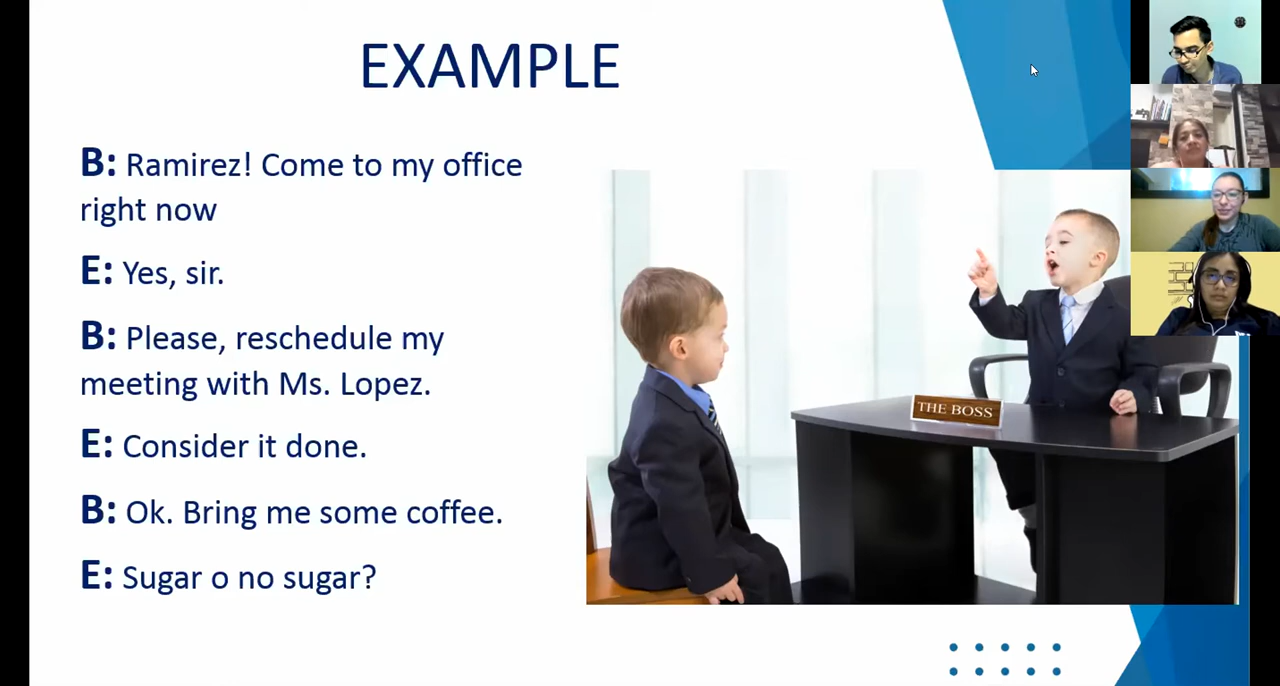 EXAMPLE
B: Ramirez! Come to my office
right now
E: Yes, sir.
B: Please, reschedule my
meeting with Ms. Lopez.
E: Consider it done.
B: Ok. Bring me some coffee.
E: Sugar o no sugar?
THE BOSS